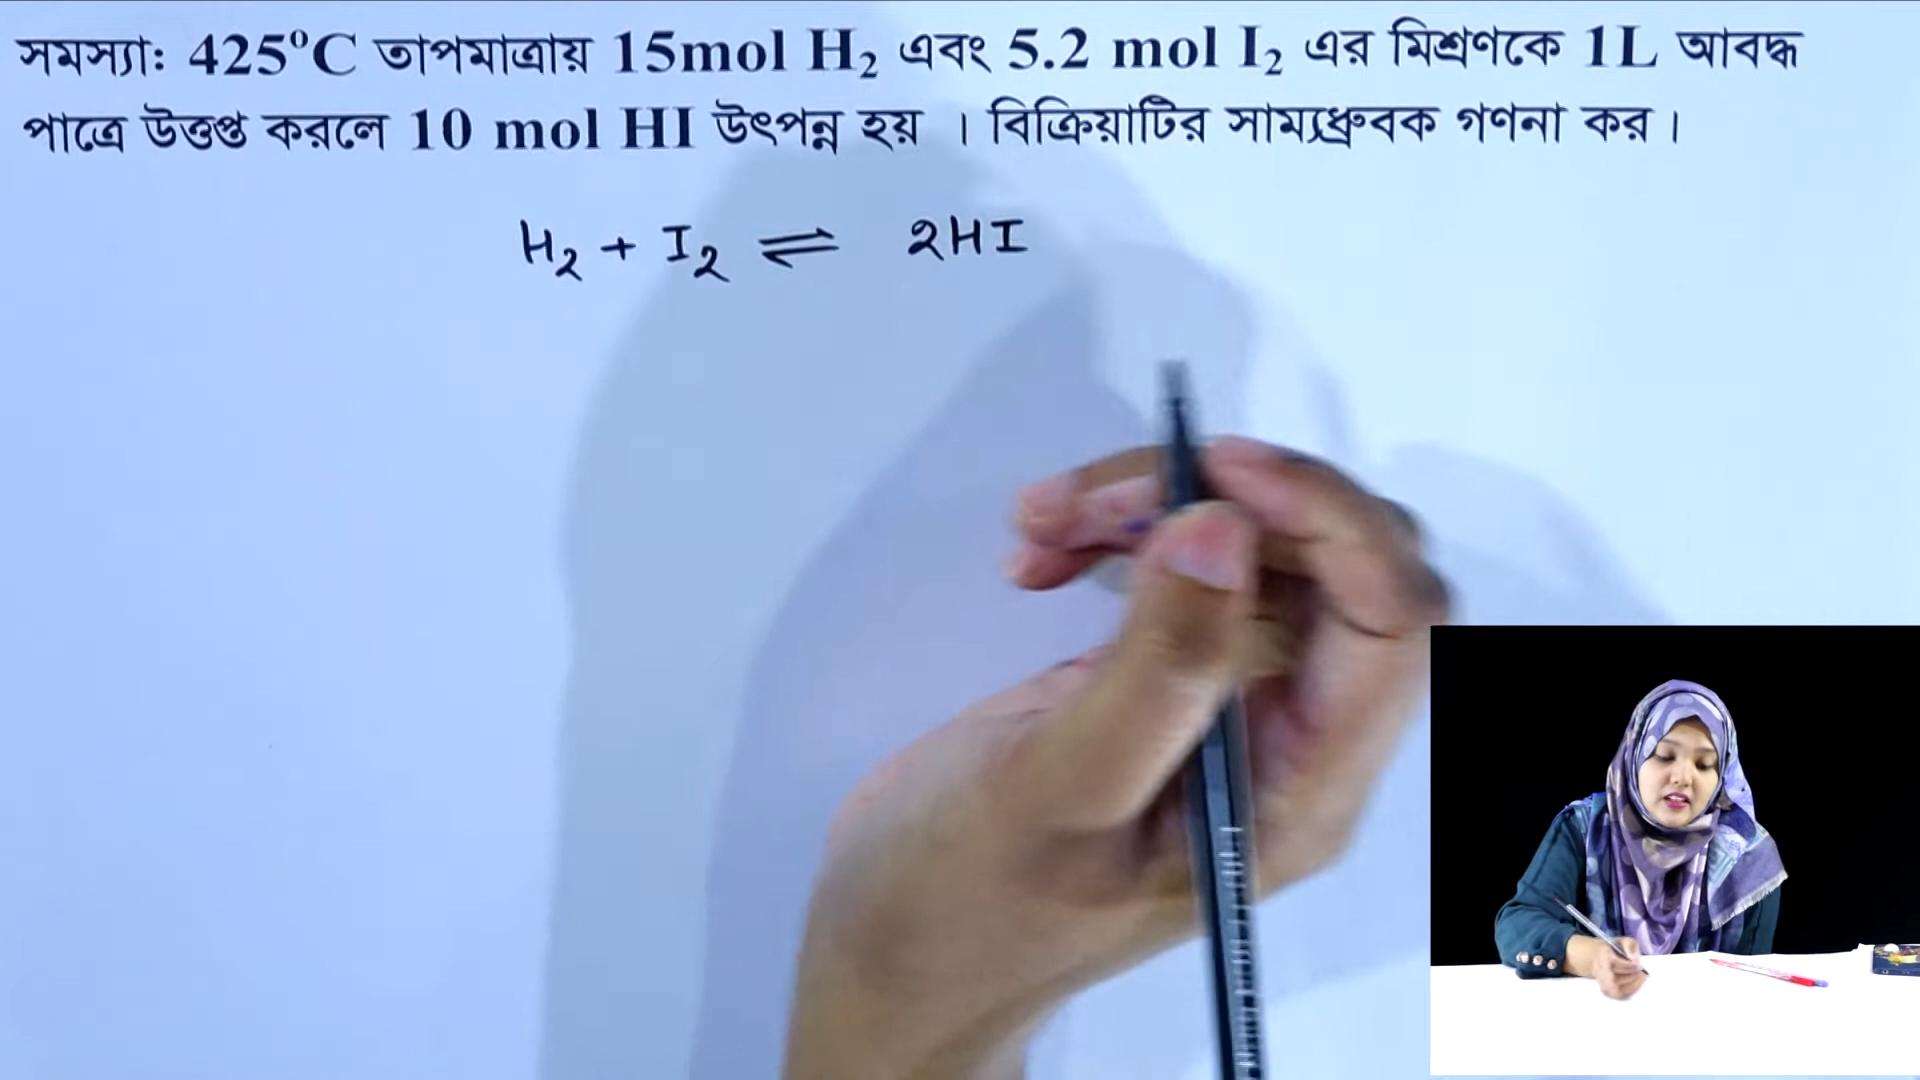 সমস্যাঃ 425⁰C তাপমাত্রায় 15mol H₂ এবং 5.2 mol I₂ এর মিশ্রণকে 1L আবদ্ধ
পাত্রে উত্তপ্ত করলে 10 mol HI উৎপন্ন হয় । বিক্রিয়াটির সাম্যধ্রুবক গণনা কর।
H₂ + I₂ ⇌ 2HI